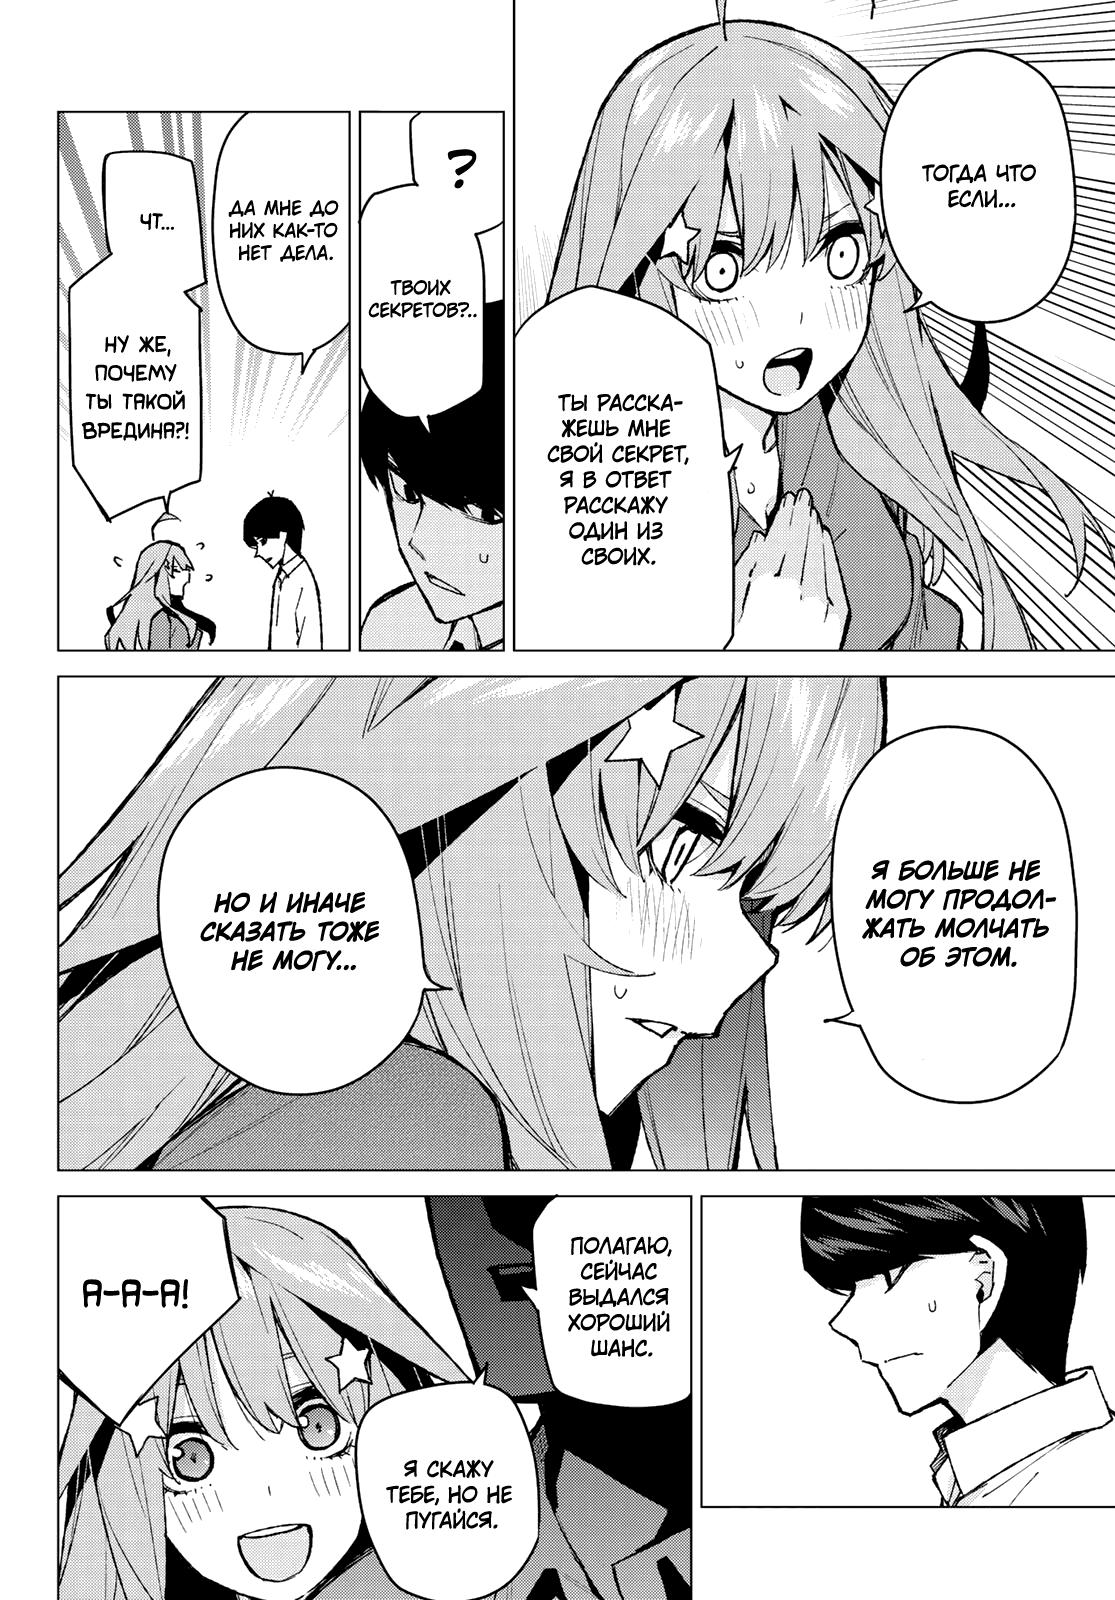 ТОГДА ЧТО
ЕСЛИ...
ТЫ РАССКА-
ЖЕШЬ МНЕ
СВОЙ СЕКРЕТ,
Я В ОТВЕТ
РАССКАЖУ
ОДИН ИЗ
СВОИХ.
?
ТВОИХ
СЕКРЕТОВ?..
ДА МНЕ ДО
НИХ КАК-ТО
НЕТ ДЕЛА.
ЧТ...
НУ ЖЕ,
ПОЧЕМУ
ТЫ ТАКОЙ
ВРЕДИНА?!
Я БОЛЬШЕ НЕ
МОГУ ПРОДОЛ-
ЖАТЬ МОЛЧАТЬ
ОБ ЭТОМ.
НО И ИНАЧЕ
СКАЗАТЬ ТОЖЕ
НЕ МОГУ...
ПОЛАГАЮ,
СЕЙЧАС
ВЫДАЛСЯ
ХОРОШИЙ
ШАНС.
Я СКАЖУ
ТЕБЕ, НО НЕ
ПУГАЙСЯ.
А-А-А!